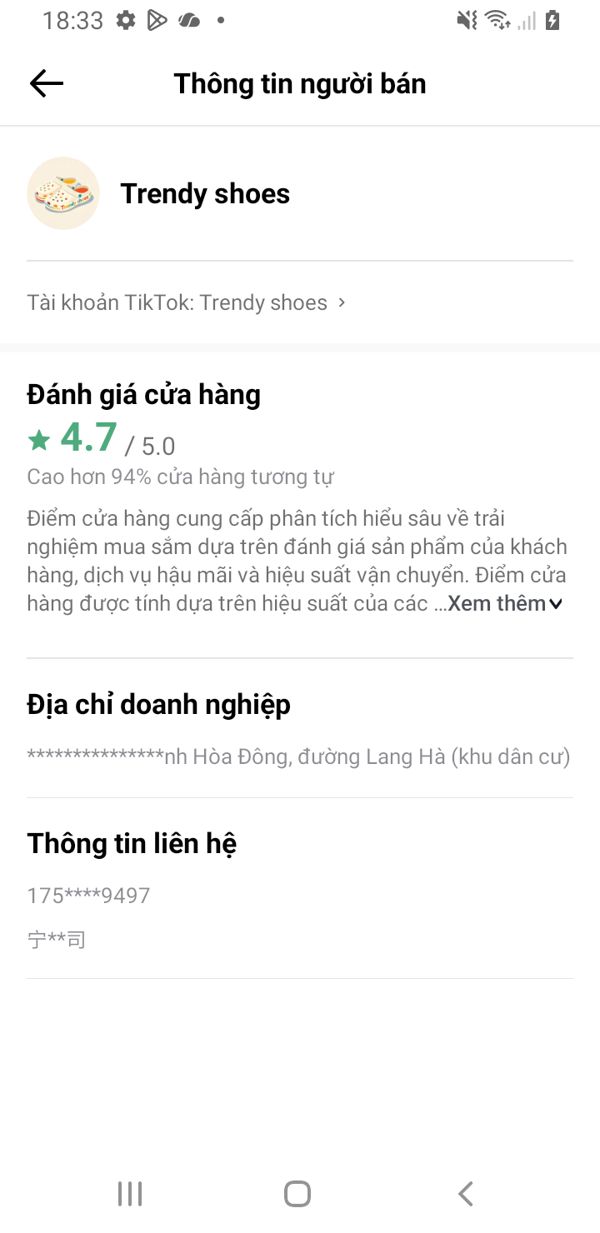 18:33
Thông tin người bán
Trendy shoes
Tài khoản TikTok: Trendy shoes
Đánh giá cửa hàng
4.7 / 5.0
Cao hơn 94% cửa hàng tương tự
Điểm cửa hàng cung cấp phân tích hiểu sâu về trải
nghiệm mua sắm dựa trên đánh giá sản phẩm của khách
hàng, dịch vụ hậu mãi và hiệu suất vận chuyển. Điểm cửa
hàng được tính dựa trên hiệu suất của các ...Xem thêm
Địa chỉ doanh nghiệp
***************nh Hòa Đông, đường Lang Hà (khu dân cư)
Thông tin liên hệ
175****9497
宁**司